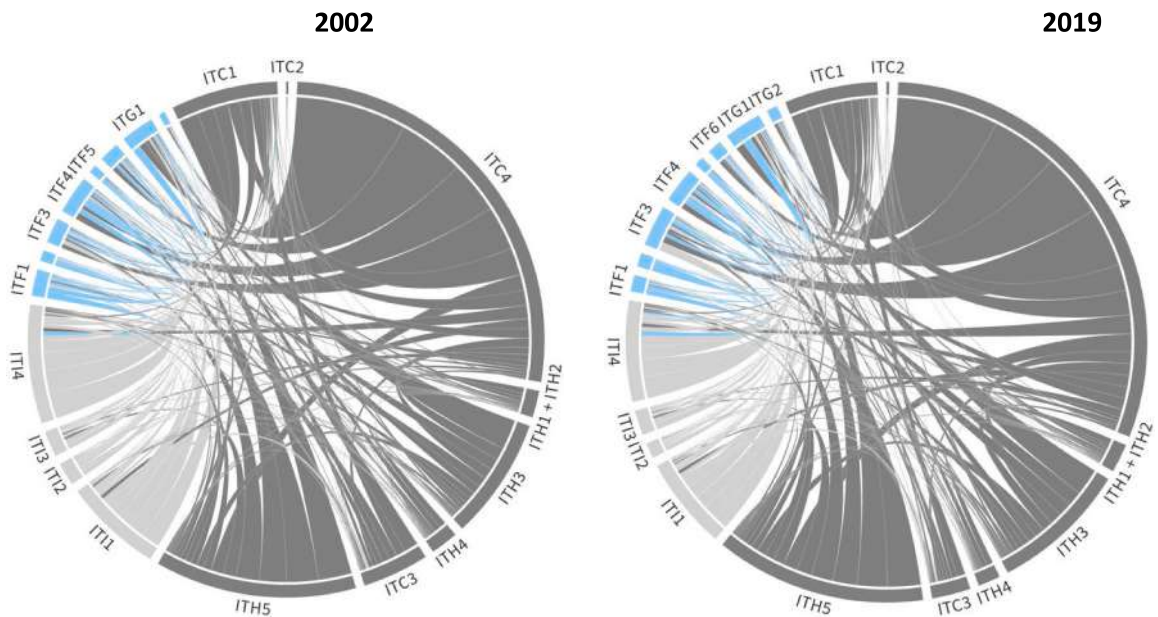 2002
ITC1
ITC2
ITC4
ITH1 + ITH2
ITH3
ITH4
ITC3
ITH5
ITI1
ITI2
ITI3
ITI4
ITF1
ITF3
ITF4
ITF5
ITG1
2019
ITC1
ITC2
ITC4
ITH1 + ITH2
ITH3
ITH4
ITC3
ITH5
ITI1
ITI2
ITI3
ITI4
ITF1
ITF3
ITF4
ITF6
ITG1
ITG2